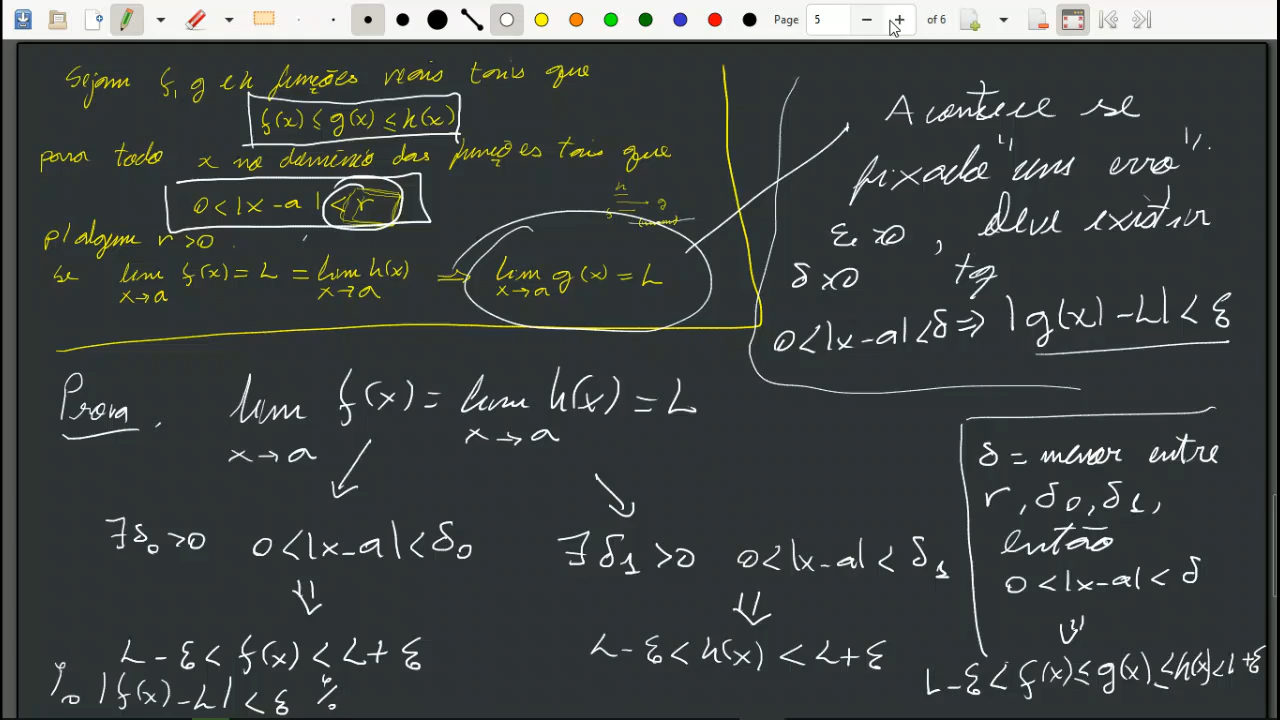 Page 5 of 6
Sejam f, g e h funções reais tais que
f(x) ≤ g(x) ≤ h(x)
para todo x no domínio das funções tais que
0 < |x - a| < r
p/ algum r > 0.
se lim x→a f(x) = L = lim x→a h(x) ⇒ lim x→a g(x) = L
Acontece se
fixado "um erro"
ε > 0, deve existir
δ > 0 tq
0 < |x-a| < δ ⇒ |g(x) - L| < ε
Prova. lim x→a f(x) = lim x→a h(x) = L
∃ δ₀ > 0 0 < |x-a| < δ₀
⇓
L - ε < f(x) < L + ε
% |f(x) - L| < ε %
∃ δ₁ > 0 0 < |x-a| < δ₁
⇓
L - ε < h(x) < L + ε
δ = menor entre
r, δ₀, δ₁,
então
0 < |x-a| < δ
⇓
L - ε < f(x) ≤ g(x) ≤ h(x) < L + ε